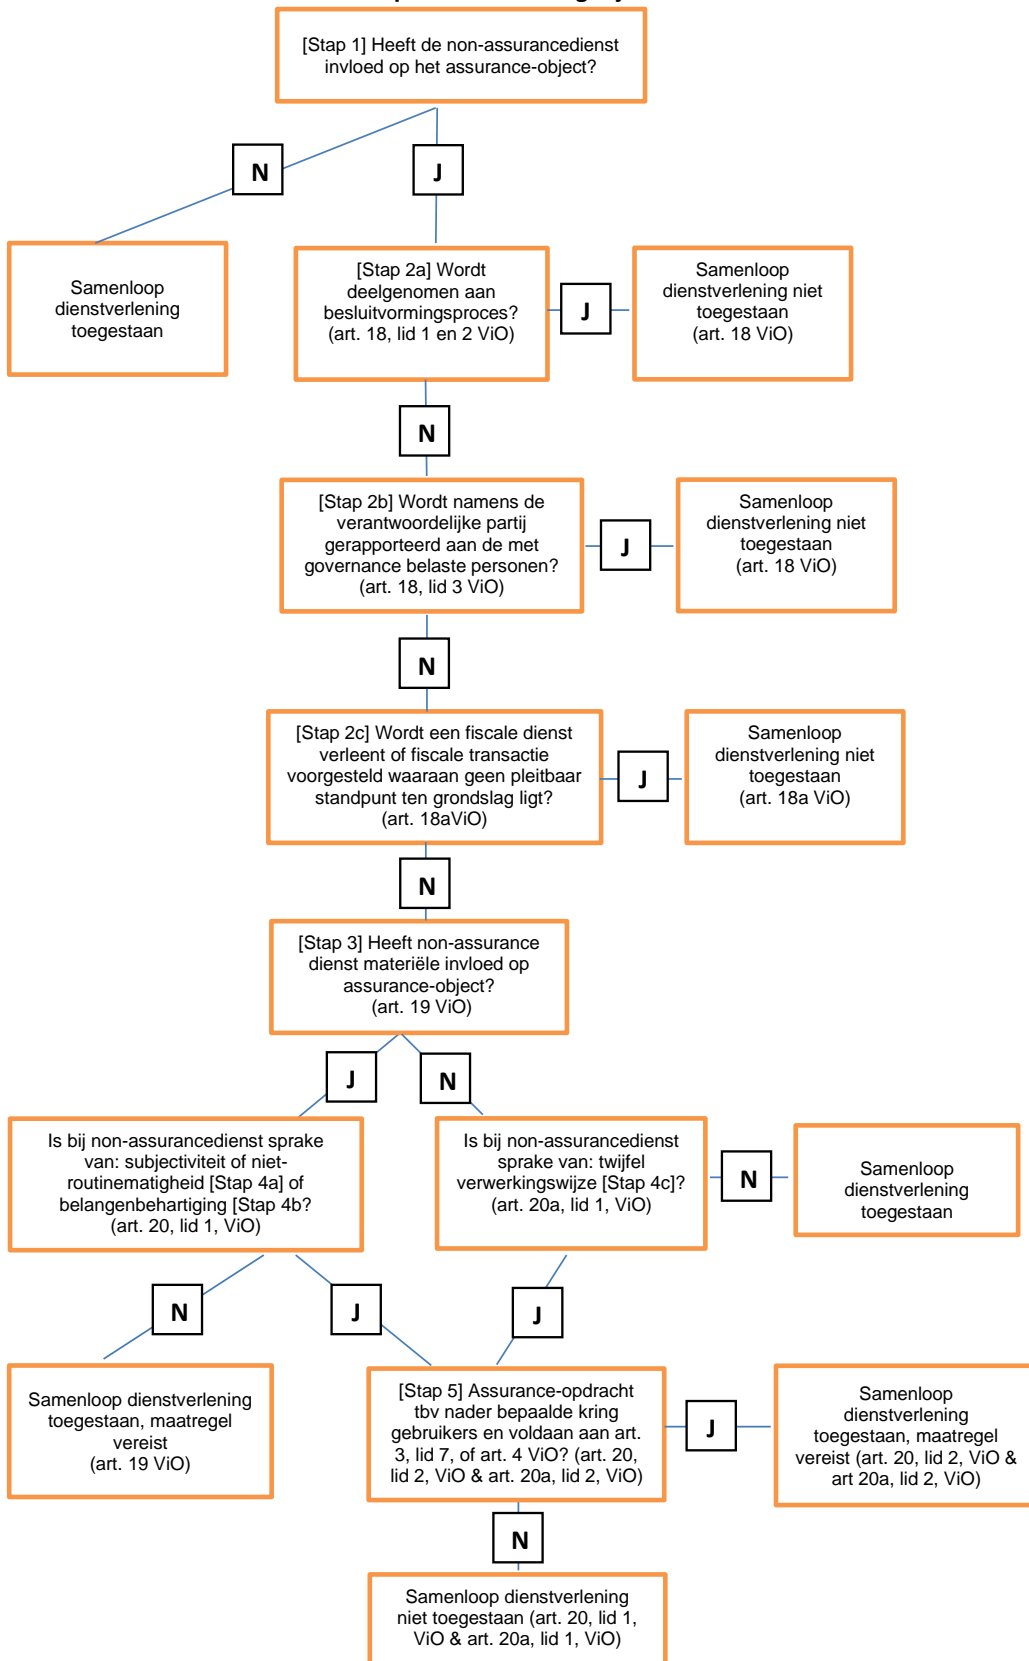 [Stap 1] Heeft de non-assurancedienst
invloed op het assurance-object?
N
J
Samenloop
dienstverlening
toegestaan
[Stap 2a] Wordt
deelgenomen aan
besluitvormingsproces?
(art. 18, lid 1 en 2 ViO)
J
Samenloop
dienstverlening niet
toegestaan
(art. 18 ViO)
N
[Stap 2b] Wordt namens de
verantwoordelijke partij
gerapporteerd aan de met
governance belaste personen?
(art. 18, lid 3 ViO)
J
Samenloop
dienstverlening niet
toegestaan
(art. 18 ViO)
N
[Stap 2c] Wordt een fiscale dienst
verleent of fiscale transactie
voorgesteld waaraan geen pleitbaar
standpunt ten grondslag ligt?
(art. 18aViO)
J
Samenloop
dienstverlening niet
toegestaan
(art. 18a ViO)
N
[Stap 3] Heeft non-assurance
dienst materiële invloed op
assurance-object?
(art. 19 ViO)
J
N
Is bij non-assurancedienst sprake
van: subjectiviteit of niet-
routinematigheid [Stap 4a] of
belangenbehartiging [Stap 4b?
(art. 20, lid 1, ViO)
Is bij non-assurancedienst
sprake van: twijfel
verwerkingswijze [Stap 4c]?
(art. 20a, lid 1, ViO)
N
Samenloop
dienstverlening
toegestaan
N
J
J
Samenloop dienstverlening
toegestaan, maatregel
vereist
(art. 19 ViO)
[Stap 5] Assurance-opdracht
tbv nader bepaalde kring
gebruikers en voldaan aan art.
3, lid 7, of art. 4 ViO? (art. 20,
lid 2, ViO & art. 20a, lid 2, ViO)
J
Samenloop
dienstverlening
toegestaan, maatregel
vereist (art. 20, lid 2, ViO &
art 20a, lid 2, ViO)
N
Samenloop dienstverlening
niet toegestaan (art. 20, lid 1,
ViO & art. 20a, lid 1, ViO)